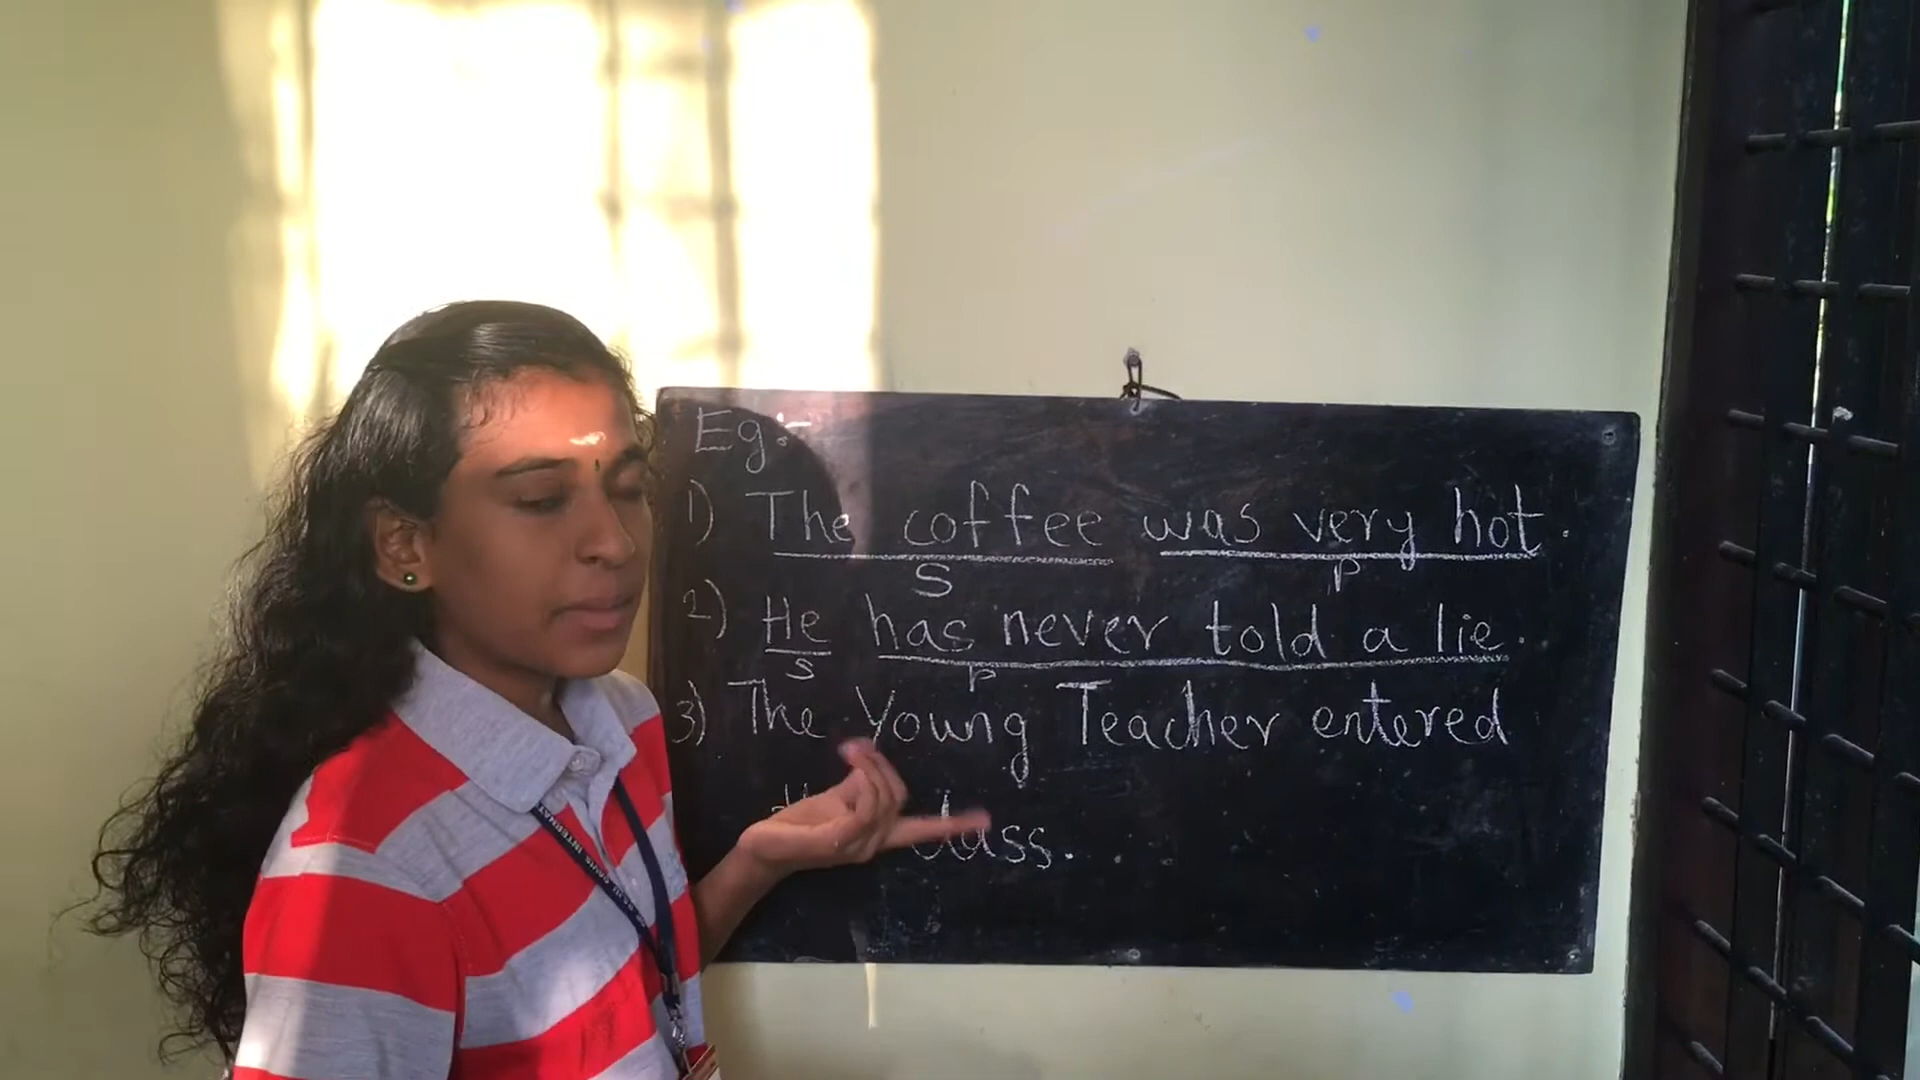 Eg:-
1) The coffee was very hot.
S P
2) He has never told a lie.
S P
3) The Young Teacher entered
class.